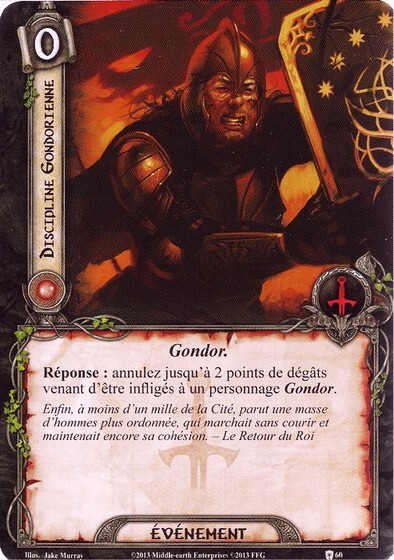 0
DISCIPLINE GONDORIENNE
Gondor.
Réponse : annulez jusqu'à 2 points de dégâts
venant d'être infligés à un personnage Gondor.
Enfin, à moins d'un mille de la Cité, parut une masse
d'hommes plus ordonnée, qui marchait sans courir et
maintenait encore sa cohésion. – Le Retour du Roi
ÉVÉNEMENT
Illus. Jake Murray
©2013 Middle-earth Enterprises ©2013 FFG
60